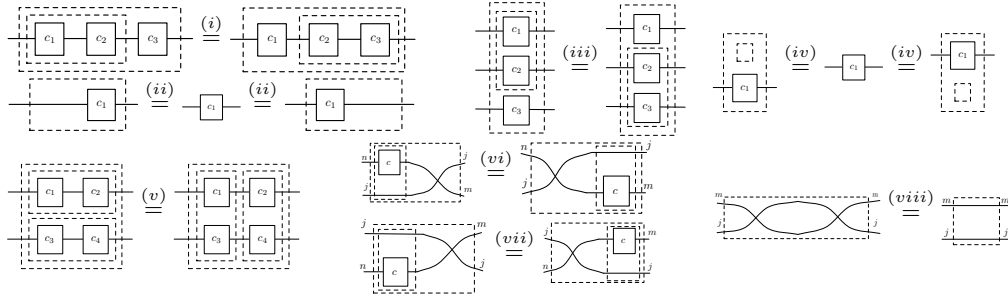 c₁ c₂ c₃ (i) = c₁ c₂ c₃
c₁ (ii) = c₁ (ii) = c₁
c₁ c₂ c₃ (iii) = c₁ c₂ c₃
c₁ (iv) = c₁ (iv) = c₁
c₁ c₂ c₃ c₄ (v) = c₁ c₂ c₃ c₄
n c j j m (vi) = n j c j m
j n c m j (vii) = j n c m j
m j m j (viii) = m j m j